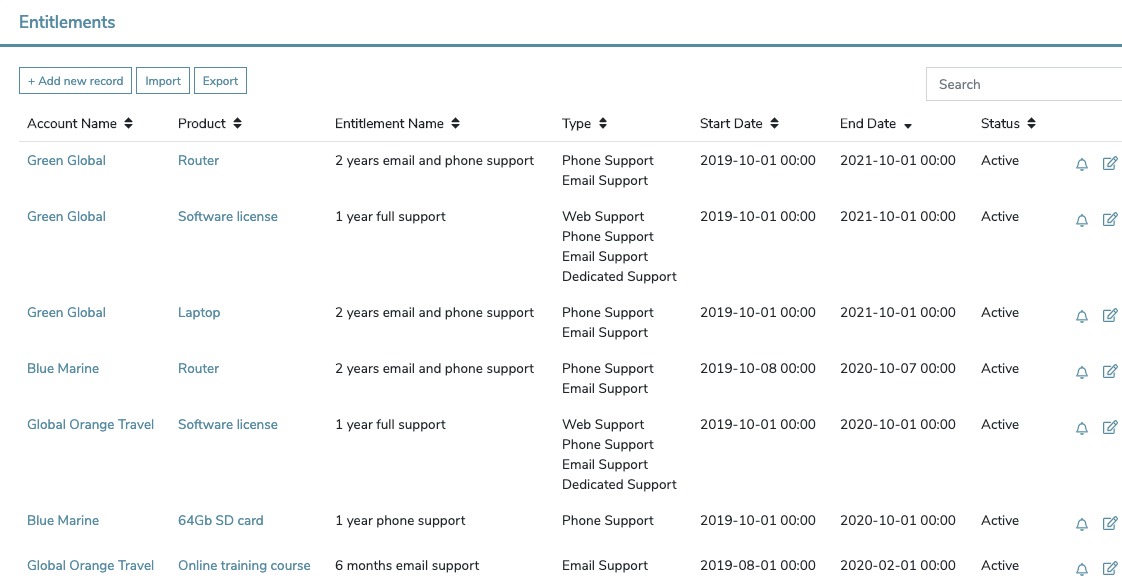 Entitlements
+ Add new record Import Export Search
Account Name Product Entitlement Name Type Start Date End Date Status
Green Global Router 2 years email and phone support Phone Support 2019-10-01 00:00 2021-10-01 00:00 Active
Email Support
Green Global Software license 1 year full support Web Support 2019-10-01 00:00 2021-10-01 00:00 Active
Phone Support
Email Support
Dedicated Support
Green Global Laptop 2 years email and phone support Phone Support 2019-10-01 00:00 2021-10-01 00:00 Active
Email Support
Blue Marine Router 2 years email and phone support Phone Support 2019-10-08 00:00 2020-10-07 00:00 Active
Email Support
Global Orange Travel Software license 1 year full support Web Support 2019-10-01 00:00 2020-10-01 00:00 Active
Phone Support
Email Support
Dedicated Support
Blue Marine 64Gb SD card 1 year phone support Phone Support 2019-10-01 00:00 2020-10-01 00:00 Active
Global Orange Travel Online training course 6 months email support Email Support 2019-08-01 00:00 2020-02-01 00:00 Active